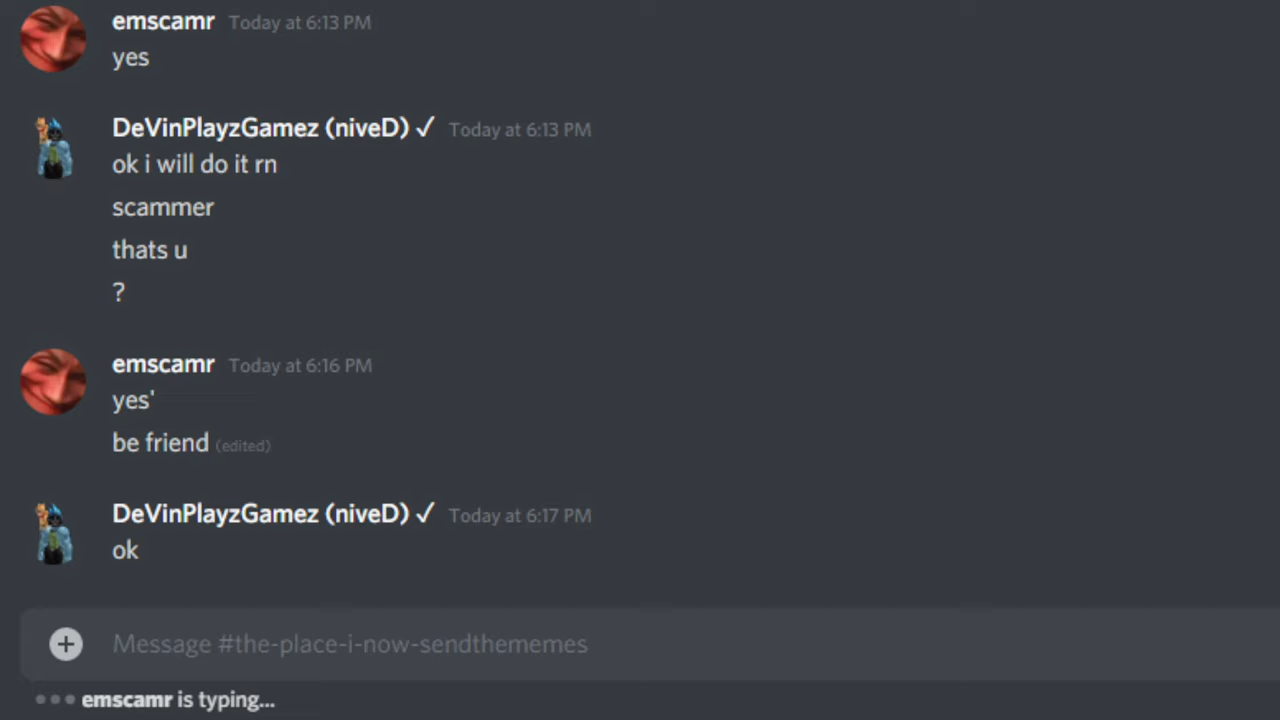 emscamr Today at 6:13 PM
yes
DeVinPlayzGamez (niveD) ✓ Today at 6:13 PM
ok i will do it rn
scammer
thats u
?
emscamr Today at 6:16 PM
yes'
be friend (edited)
DeVinPlayzGamez (niveD) ✓ Today at 6:17 PM
ok
Message #the-place-i-now-sendthememes
emscamr is typing...